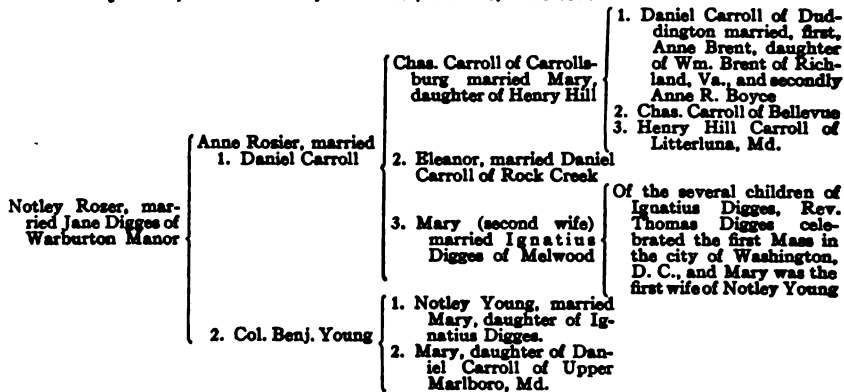 Notley Rozer, mar-
ried Jane Digges of
Warburton Manor
Anne Rosier, married
1. Daniel Carroll
Chas. Carroll of Carrolls-
burg married Mary,
daughter of Henry Hill
1. Daniel Carroll of Dud-
dington married, first,
Anne Brent, daughter
of Wm. Brent of Rich-
land, Va., and secondly
Anne R. Boyce
2. Chas. Carroll of Bellevue
3. Henry Hill Carroll of
Litterluna, Md.
2. Eleanor, married Daniel
Carroll of Rock Creek
3. Mary (second wife)
married Ignatius
Digges of Melwood
Of the several children of
Ignatius Digges, Rev.
Thomas Digges cele-
brated the first Mass in
the city of Washington,
D. C., and Mary was the
first wife of Notley Young
2. Col. Benj. Young
1. Notley Young, married
Mary, daughter of Ig-
natius Digges.
2. Mary, daughter of Dan-
iel Carroll of Upper
Marlboro, Md.